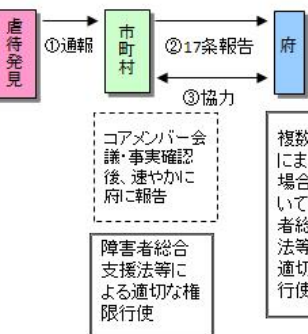 虐待発見
①通報
市町村
②17条報告
府
③協力
コアメンバー会
議・事実確認
後、速やかに
府に報告
障害者総合
支援法等に
よる適切な権
限行使
複数
にま
場合
いて
者総
法等
適切
行使